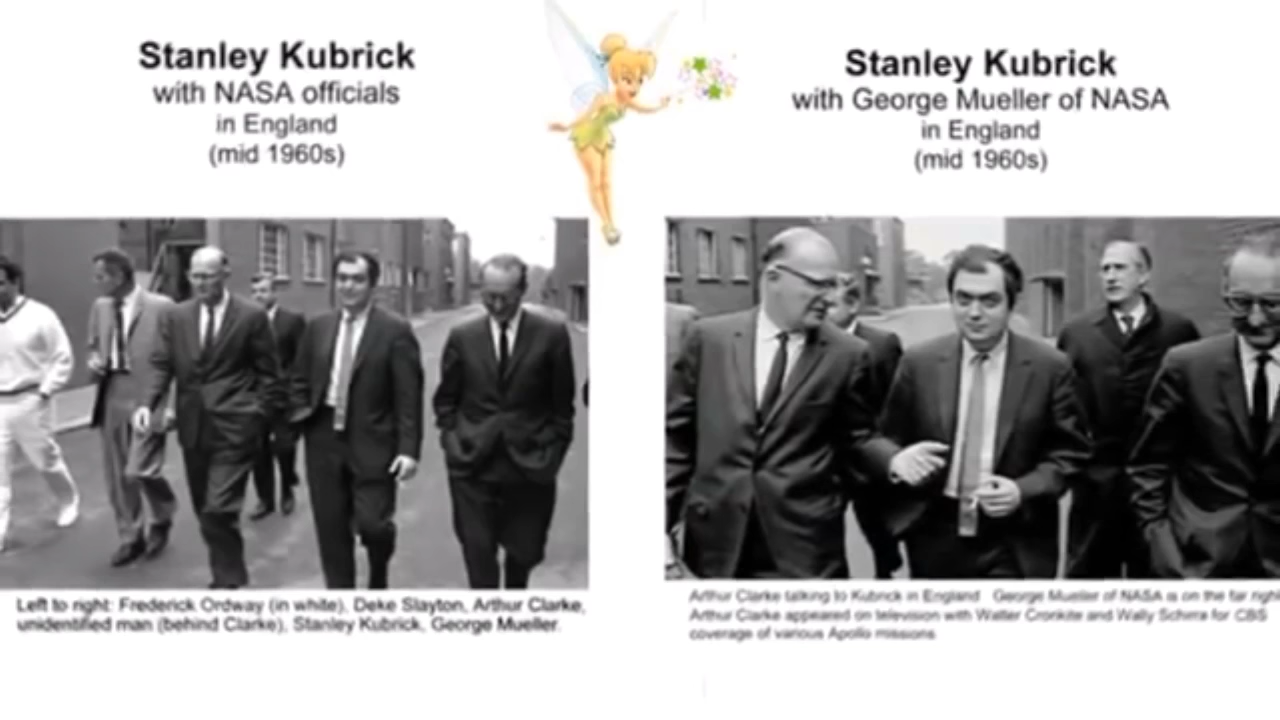 Stanley Kubrick
with NASA officials
in England
(mid 1960s)
Stanley Kubrick
with George Mueller of NASA
in England
(mid 1960s)
Left to right: Frederick Ordway (in white), Deke Slayton, Arthur Clarke,
unidentified man (behind Clarke), Stanley Kubrick, George Mueller.
Arthur Clarke talking to Kubrick in England George Mueller of NASA is on the far right
Arthur Clarke appeared on television with Walter Cronkite and Wally Schirra for CBS
coverage of various Apollo missions